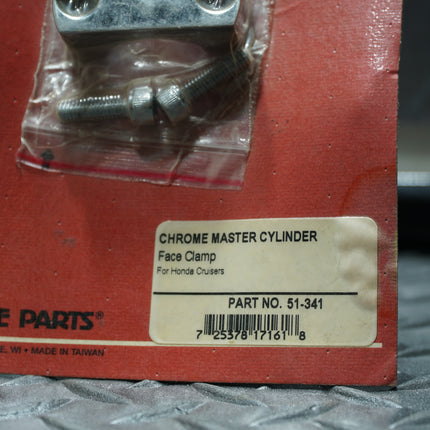 CHROME MASTER CYLINDER
Face Clamp
For Honda Cruisers
PART NO. 51-341
7 25378 17161 8
E PARTS®
E, WI • MADE IN TAIWAN